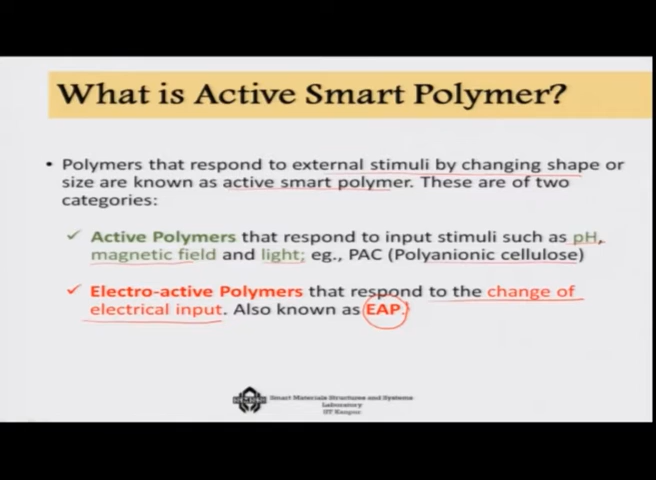 What is Active Smart Polymer?
• Polymers that respond to external stimuli by changing shape or
size are known as active smart polymer. These are of two
categories:
✓ Active Polymers that respond to input stimuli such as pH,
magnetic field and light; eg., PAC (Polyanionic cellulose)
✓ Electro-active Polymers that respond to the change of
electrical input. Also known as EAP.
Smart Materials Structures and Systems
Laboratory
IIT Kanpur